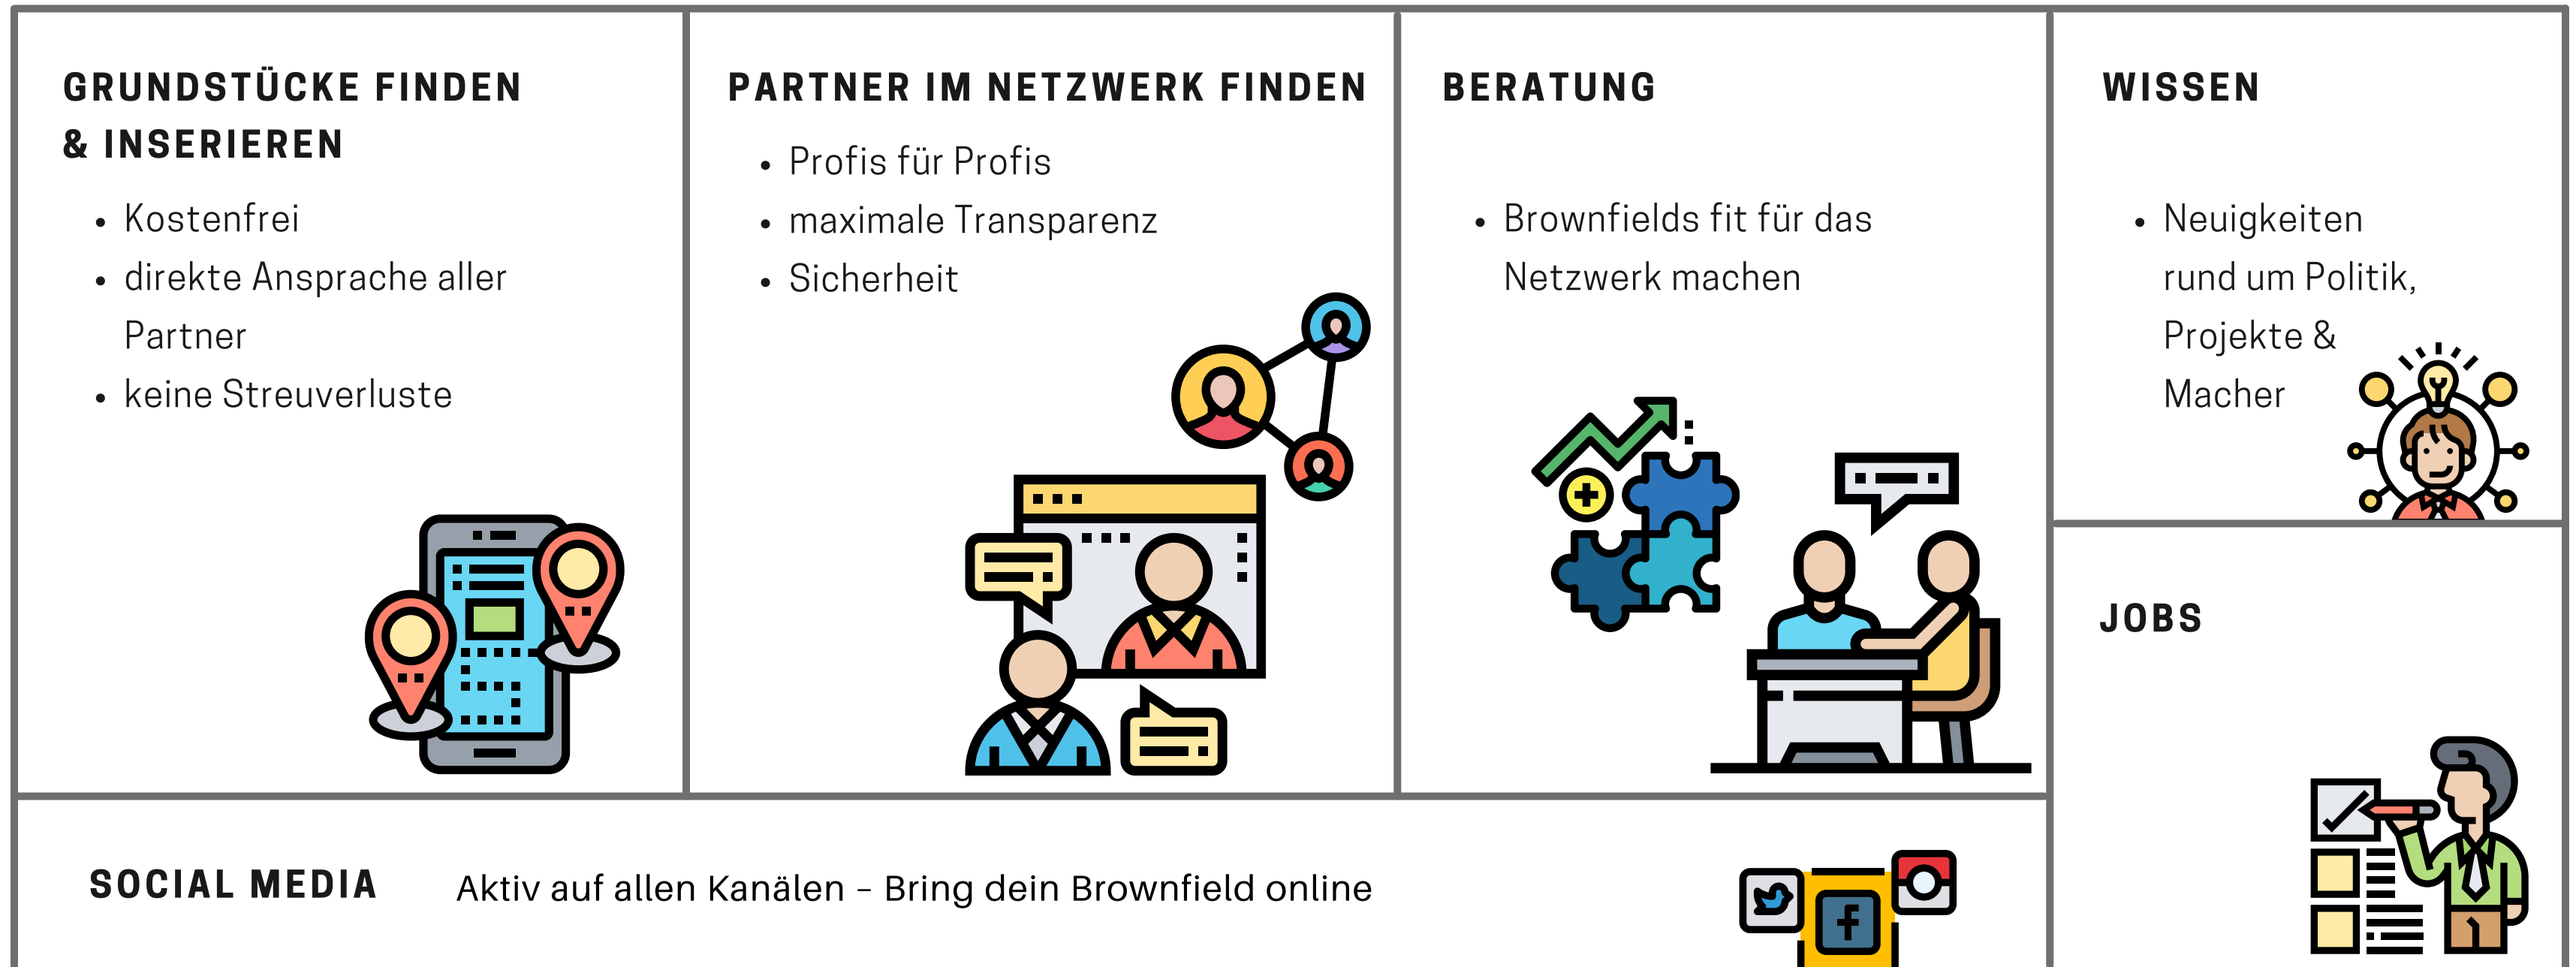 GRUNDSTÜCKE FINDEN
& INSERIEREN
• Kostenfrei
• direkte Ansprache aller
Partner
• keine Streuverluste
PARTNER IM NETZWERK FINDEN
• Profis für Profis
• maximale Transparenz
• Sicherheit
BERATUNG
• Brownfields fit für das
Netzwerk machen
WISSEN
• Neuigkeiten
rund um Politik,
Projekte &
Macher
JOBS
SOCIAL MEDIA
Aktiv auf allen Kanälen – Bring dein Brownfield online